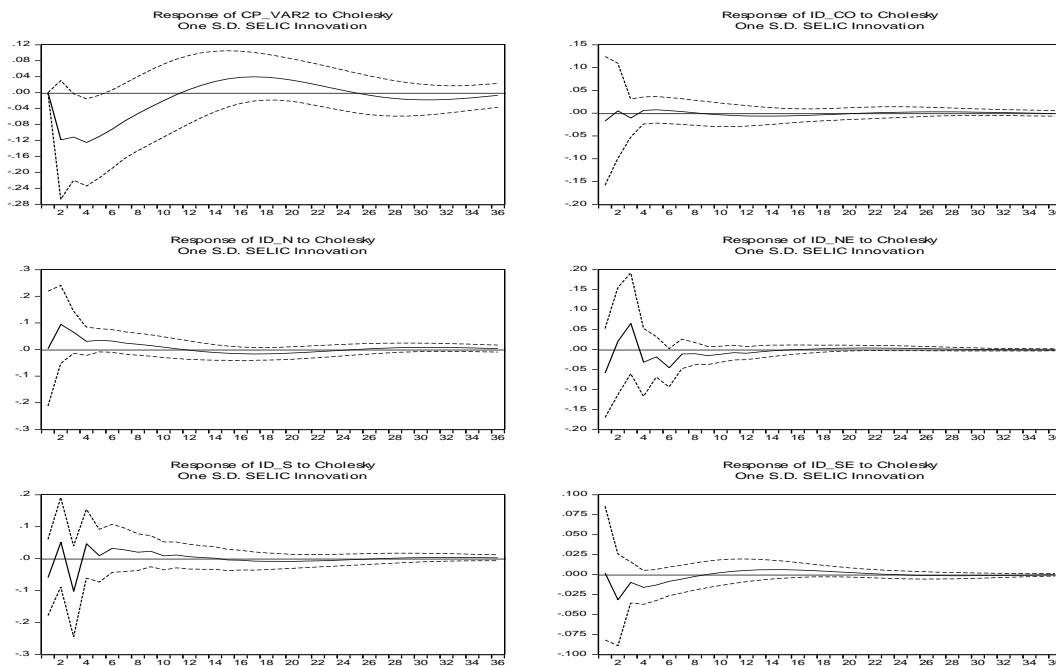 Response of CP_VAR2 to Cholesky
One S.D. SELIC Innovation
.12
.08
.04
.00
-.04
-.08
-.12
-.16
-.20
-.24
-.28
2 4 6 8 10 12 14 16 18 20 22 24 26 28 30 32 34 36
Response of ID_CO to Cholesky
One S.D. SELIC Innovation
.15
.10
.05
.00
-.05
-.10
-.15
-.20
2 4 6 8 10 12 14 16 18 20 22 24 26 28 30 32 34 36
Response of ID_N to Cholesky
One S.D. SELIC Innovation
.3
.2
.1
.0
-.1
-.2
-.3
2 4 6 8 10 12 14 16 18 20 22 24 26 28 30 32 34 36
Response of ID_NE to Cholesky
One S.D. SELIC Innovation
.20
.15
.10
.05
.00
-.05
-.10
-.15
-.20
2 4 6 8 10 12 14 16 18 20 22 24 26 28 30 32 34 36
Response of ID_S to Cholesky
One S.D. SELIC Innovation
.2
.1
.0
-.1
-.2
-.3
2 4 6 8 10 12 14 16 18 20 22 24 26 28 30 32 34 36
Response of ID_SE to Cholesky
One S.D. SELIC Innovation
.100
.075
.050
.025
.000
-.025
-.050
-.075
-.100
2 4 6 8 10 12 14 16 18 20 22 24 26 28 30 32 34 36